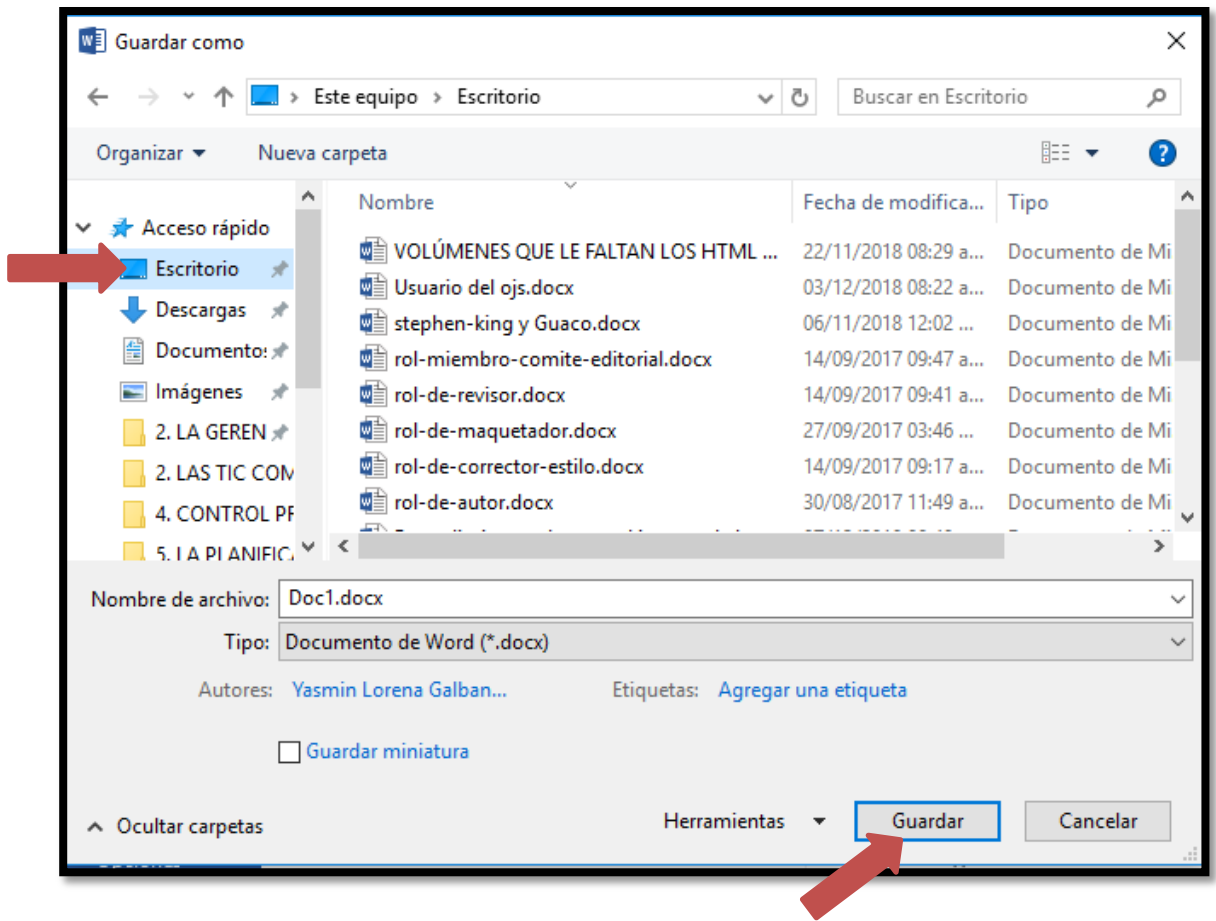 Guardar como
Este equipo > Escritorio
Buscar en Escritorio
Organizar
Nueva carpeta
Nombre
Fecha de modifica...
Tipo
Acceso rápido
Escritorio
Descargas
Documentos
Imágenes
2. LA GEREN
2. LAS TIC COM
4. CONTROL PR
5. LA PLANIFICA
VOLÚMENES QUE LE FALTAN LOS HTML ... 22/11/2018 08:29 a... Documento de Mi
Usuario del ojs.docx 03/12/2018 08:22 a... Documento de Mi
stephen-king y Guaco.docx 06/11/2018 12:02 ... Documento de Mi
rol-miembro-comite-editorial.docx 14/09/2017 09:47 a... Documento de Mi
rol-de-revisor.docx 14/09/2017 09:41 a... Documento de Mi
rol-de-maquetador.docx 27/09/2017 03:46 ... Documento de Mi
rol-de-corrector-estilo.docx 14/09/2017 09:17 a... Documento de Mi
rol-de-autor.docx 30/08/2017 11:49 a... Documento de Mi
Nombre de archivo: Doc1.docx
Tipo: Documento de Word (*.docx)
Autores: Yasmin Lorena Galban...
Etiquetas: Agregar una etiqueta
Guardar miniatura
Ocultar carpetas
Herramientas
Guardar
Cancelar